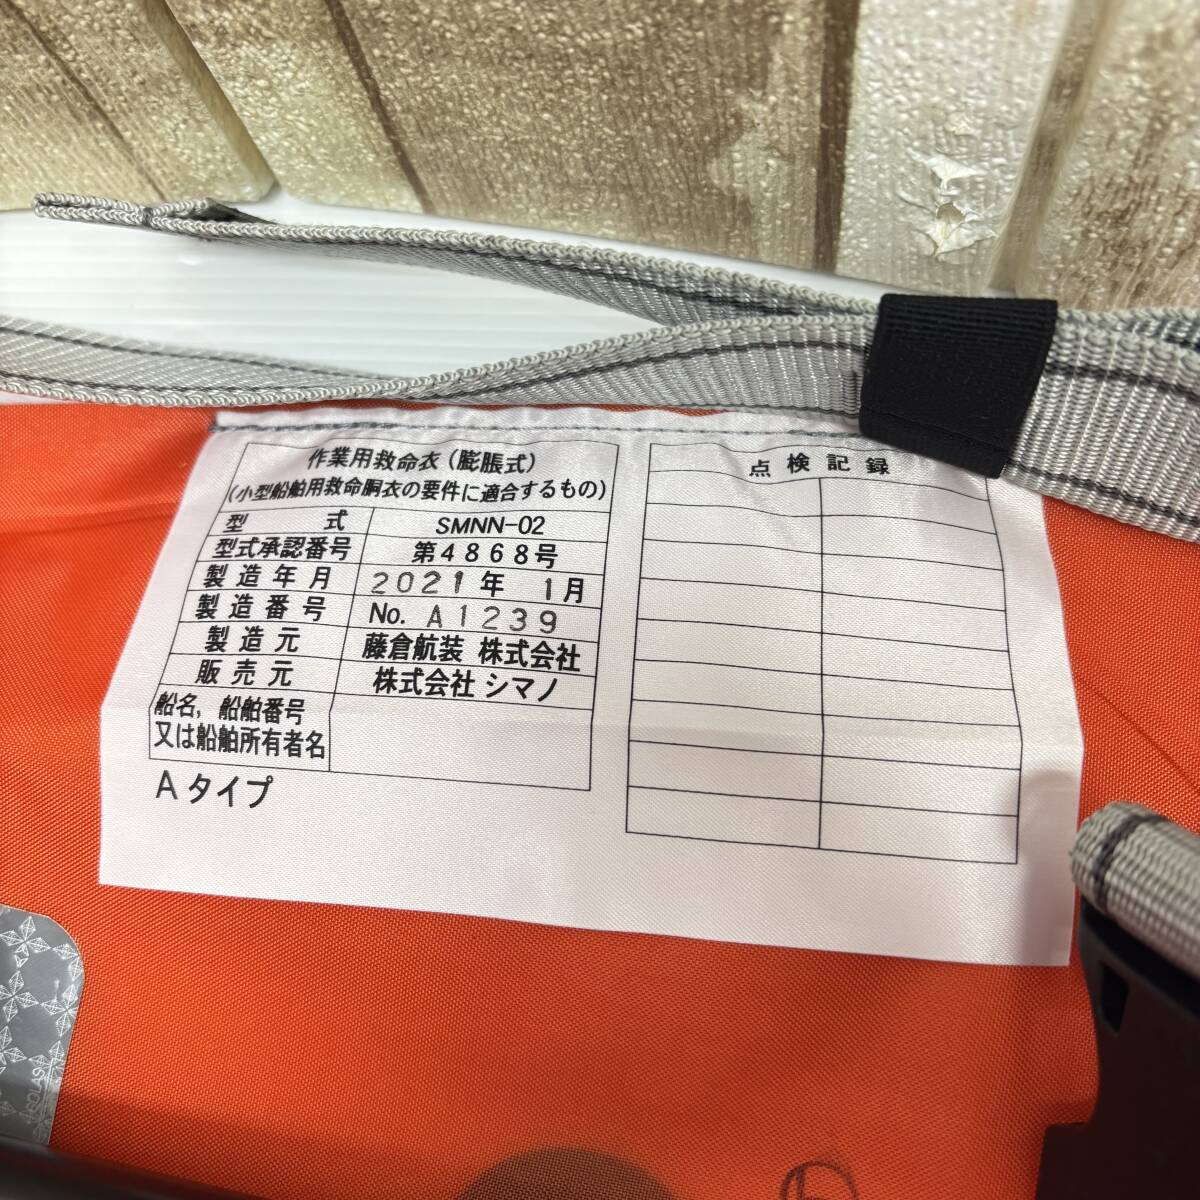 作業用救命衣(膨脹式)
(小型船舶用救命胴衣の要件に適合するもの)
型 式 SMNN-02
型式承認番号 第4868号
製造年月 2021年 1月
製造番号 No. A1239
製造元 藤倉航装 株式会社
販売元 株式会社 シマノ
船名, 船舶番号
又は船舶所有者名
Aタイプ
点検記録
SOLAS